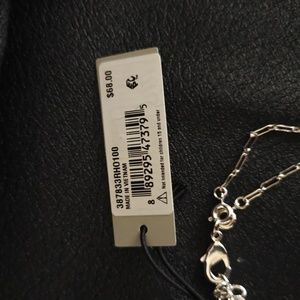 $68.00
8 89295 47379 5
⚠ Not intended for children 15 and under
387833RHO100
MADE IN VIETNAM